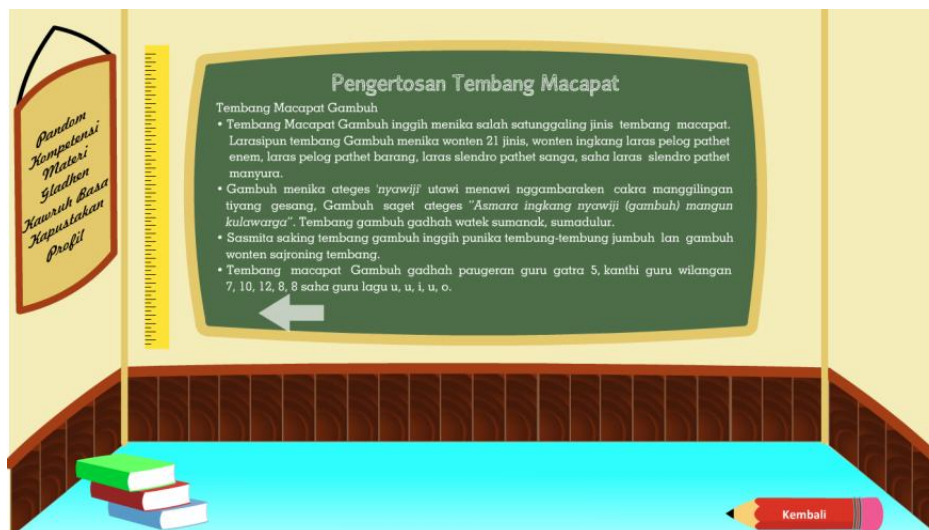 Pandom
Kompetensi
Materi
Gladhen
Kawruh Basa
Kapustakan
Profil
Pengertosan Tembang Macapat
Tembang Macapat Gambuh
• Tembang Macapat Gambuh inggih menika salah satunggaling jinis tembang macapat.
Larasipun tembang Gambuh menika wonten 21 jinis, wonten ingkang laras pelog pathet
enem, laras pelog pathet barang, laras slendro pathet sanga, saha laras slendro pathet
manyura.
• Gambuh menika ateges 'nyawiji' utawi menawi nggambaraken cakra manggilingan
tiyang gesang, Gambuh saget ateges "Asmara ingkang nyawiji (gambuh) mangun
kulawarga". Tembang gambuh gadhah watek sumanak, sumadulur.
• Sasmita saking tembang gambuh inggih punika tembung-tembung jumbuh lan gambuh
wonten sajroning tembang.
• Tembang macapat Gambuh gadhah paugeran guru gatra 5, kanthi guru wilangan
7, 10, 12, 8, 8 saha guru lagu u, u, i, u, o.
Kembali